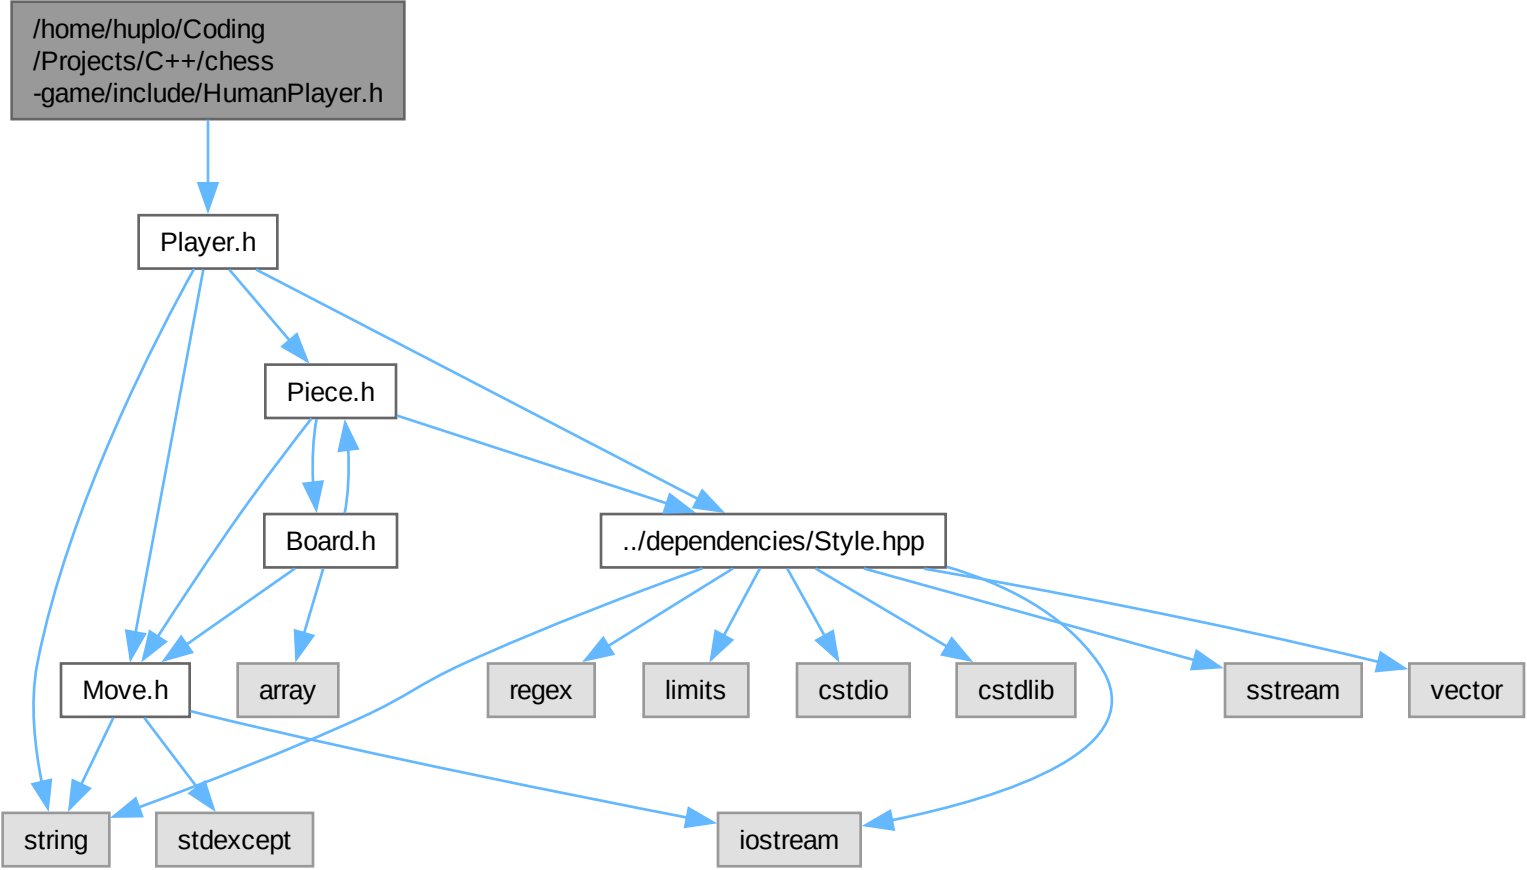 /home/huplo/Coding
/Projects/C++/chess
-game/include/HumanPlayer.h
Player.h
Piece.h
Board.h
../dependencies/Style.hpp
Move.h
array
regex
limits
cstdio
cstdlib
sstream
vector
string
stdexcept
iostream